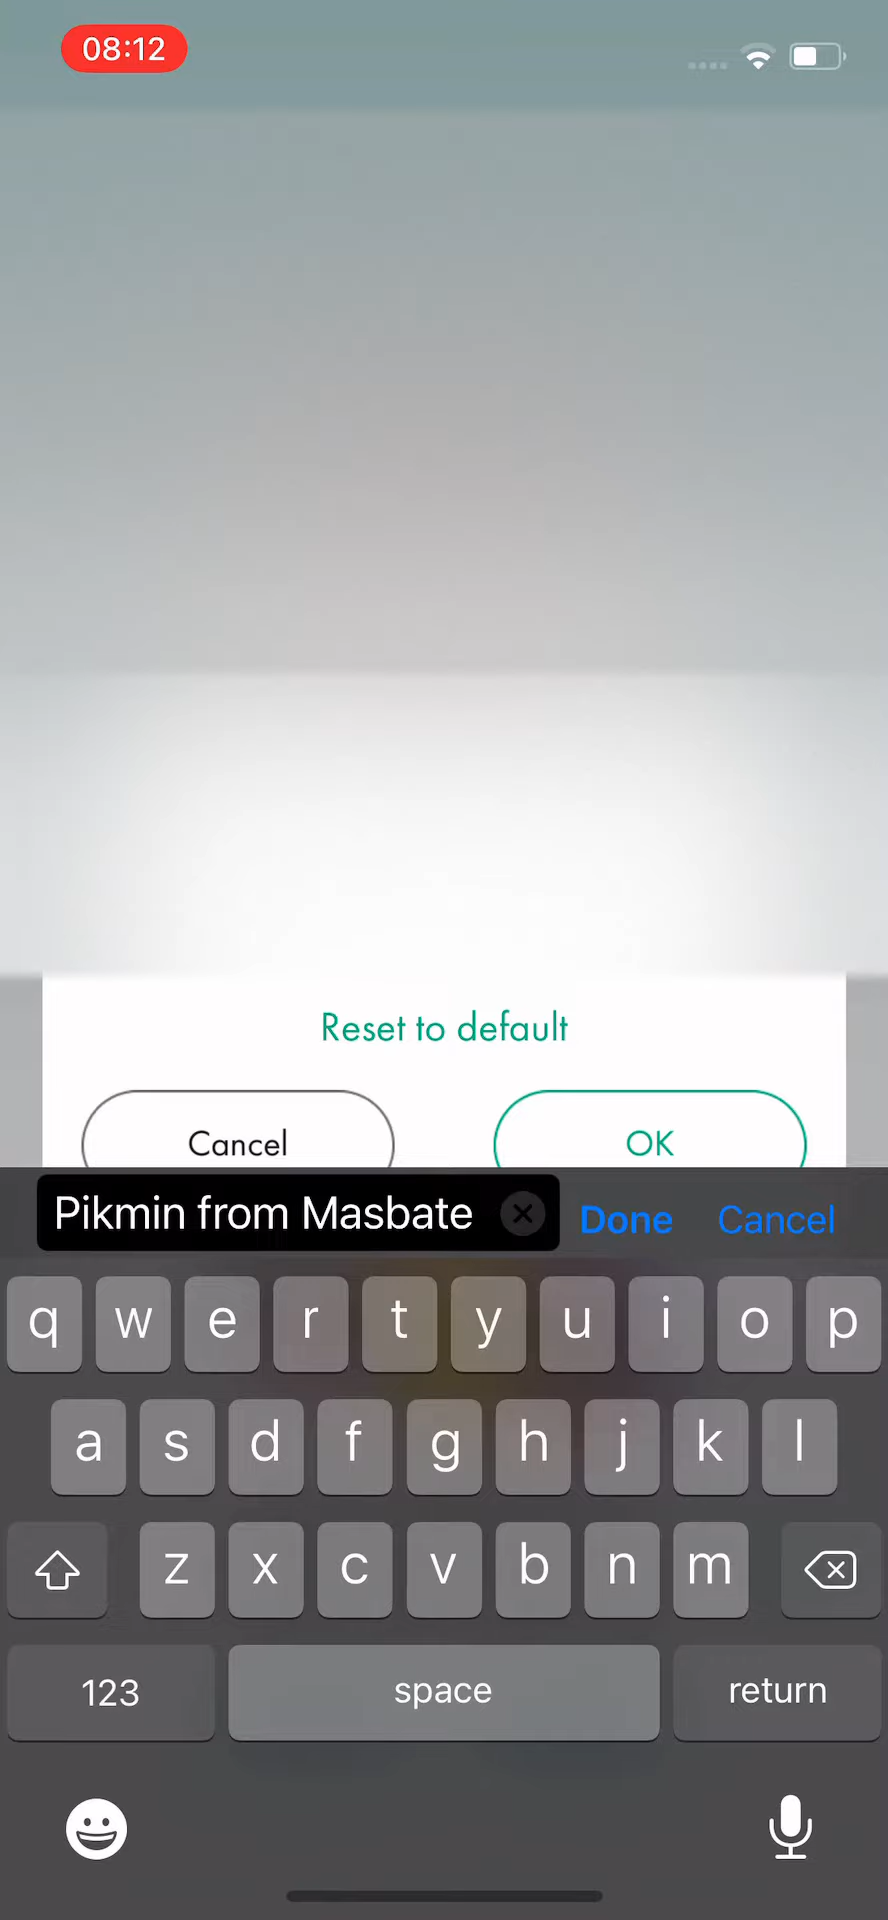 08:12
Reset to default
Cancel OK
Pikmin from Masbate Done Cancel
q w e r t y u i o p
a s d f g h j k l
z x c v b n m
123 space return